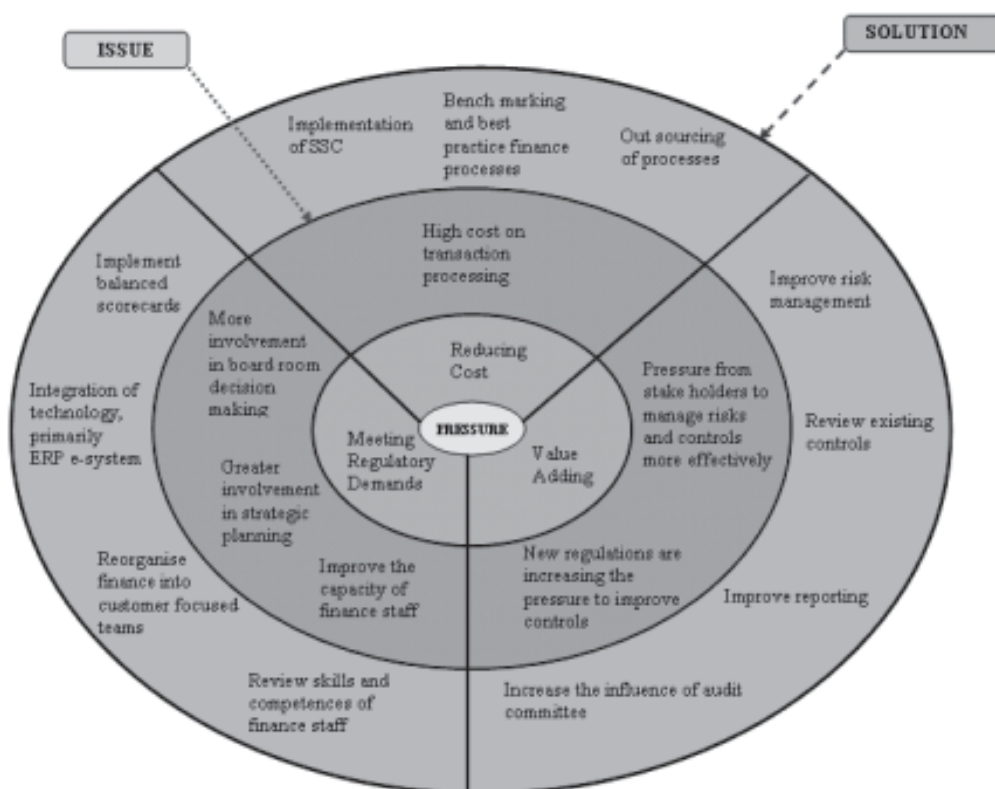 ISSUE
SOLUTION
Implementation
of SSC
Bench marking
and best
practice finance
processes
Out sourcing
of processes
High cost on
transaction
processing
Reducing
Cost
PRESSURE
Implement
balanced
scorecards
Integration of
technology,
primarily
ERP e-system
Reorganise
finance into
customer focused
teams
Review skills and
competences of
finance staff
More
involvement
in board room
decision
making
Greater
involvement
in strategic
planning
Improve the
capacity of
finance staff
Meeting
Regulatory
Demands
Value
Adding
Pressure from
stake holders to
manage risks
and controls
more effectively
New regulations are
increasing the
pressure to improve
controls
Improve risk
management
Review existing
controls
Improve reporting
Increase the influence of audit
committee